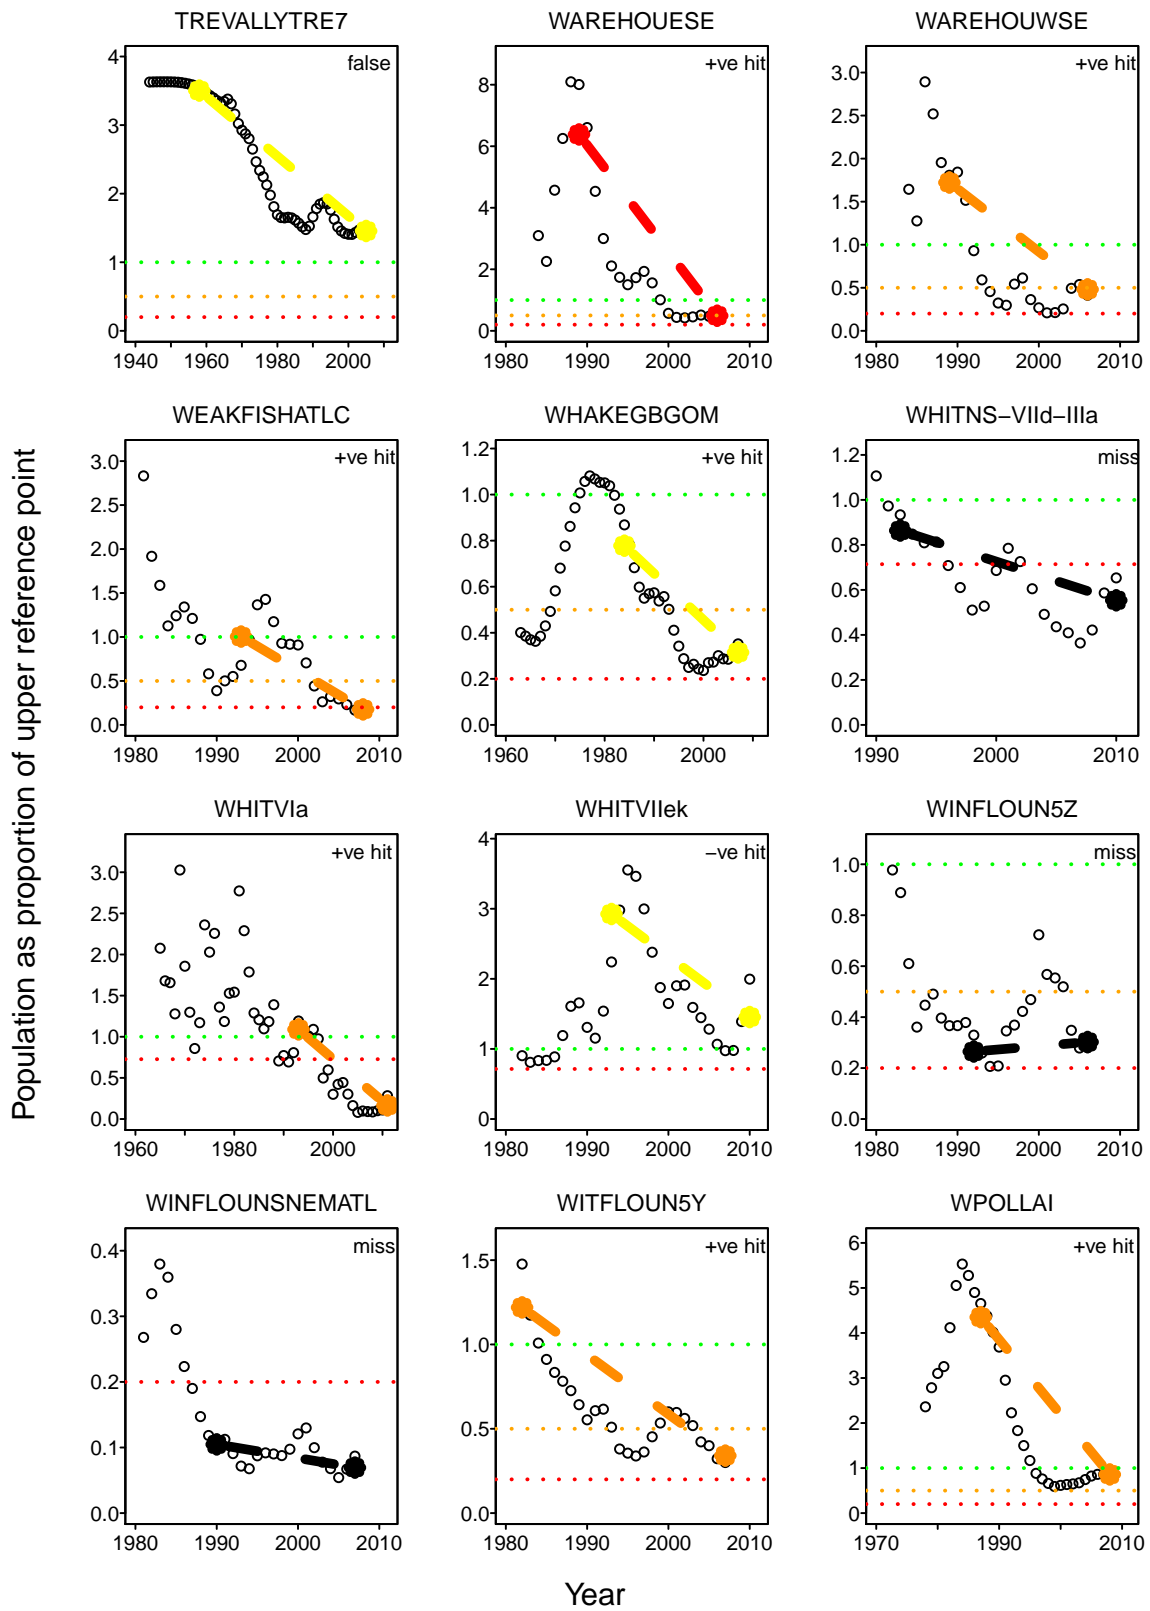 TREVALLYTRE7
WAREHOUESE
WAREHOUWSE
false
+ve hit
+ve hit
4
3
2
1
0
8
6
4
2
0
3.0
2.5
2.0
1.5
1.0
0.5
0.0
1940 1960 1980 2000
1980 1990 2000 2010
1980 1990 2000 2010
WEAKFISHATLC
WHAKEGBGOM
WHITNS−VIId−IIIa
+ve hit
+ve hit
miss
3.0
2.5
2.0
1.5
1.0
0.5
0.0
1.2
1.0
0.8
0.6
0.4
0.2
0.0
1.2
1.0
0.8
0.6
0.4
0.2
0.0
1980 1990 2000 2010
1960 1980 2000
1990 2000 2010
Population as proportion of upper reference point
WHITVIa
WHITVIIek
WINFLOUN5Z
+ve hit
−ve hit
miss
3.0
2.5
2.0
1.5
1.0
0.5
0.0
4
3
2
1
0
1.0
0.8
0.6
0.4
0.2
0.0
1960 1980 2000
1980 1990 2000 2010
1980 1990 2000 2010
WINFLOUNSNEMATL
WITFLOUN5Y
WPOLLAI
miss
+ve hit
+ve hit
0.4
0.3
0.2
0.1
0.0
1.5
1.0
0.5
0.0
6
5
4
3
2
1
0
1980 1990 2000 2010
1980 1990 2000 2010
1970 1990 2010
Year